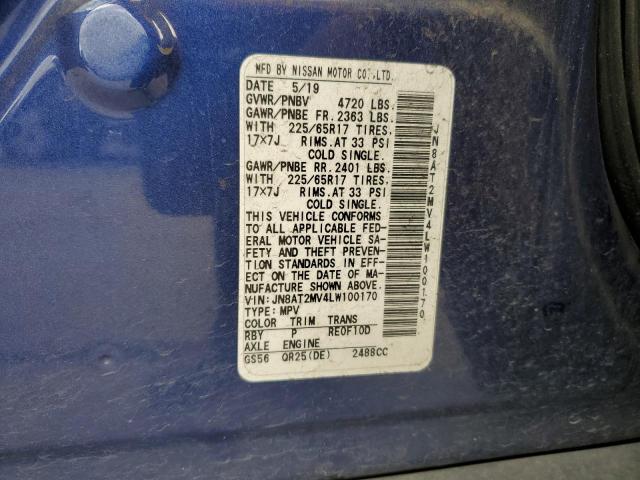 MFD BY NISSAN MOTOR CO.,LTD.
DATE 5/19
GVWR/PNBV 4720 LBS.
GAWR/PNBE FR. 2363 LBS.
WITH 225/65R17 TIRES,
17X7J RIMS. AT 33 PSI
COLD SINGLE.
GAWR/PNBE RR. 2401 LBS.
WITH 225/65R17 TIRES,
17X7J RIMS. AT 33 PSI
COLD SINGLE.
THIS VEHICLE CONFORMS
TO ALL APPLICABLE FED-
ERAL MOTOR VEHICLE SA-
FETY AND THEFT PREVEN-
TION STANDARDS IN EFF-
ECT ON THE DATE OF MA-
NUFACTURE SHOWN ABOVE.
VIN:JN8AT2MV4LW100170
TYPE:MPV
COLOR TRIM TRANS
RBY P RE0F10D
AXLE ENGINE
GS56 QR25(DE) 2488CC
JN8AT2MV4LW100170